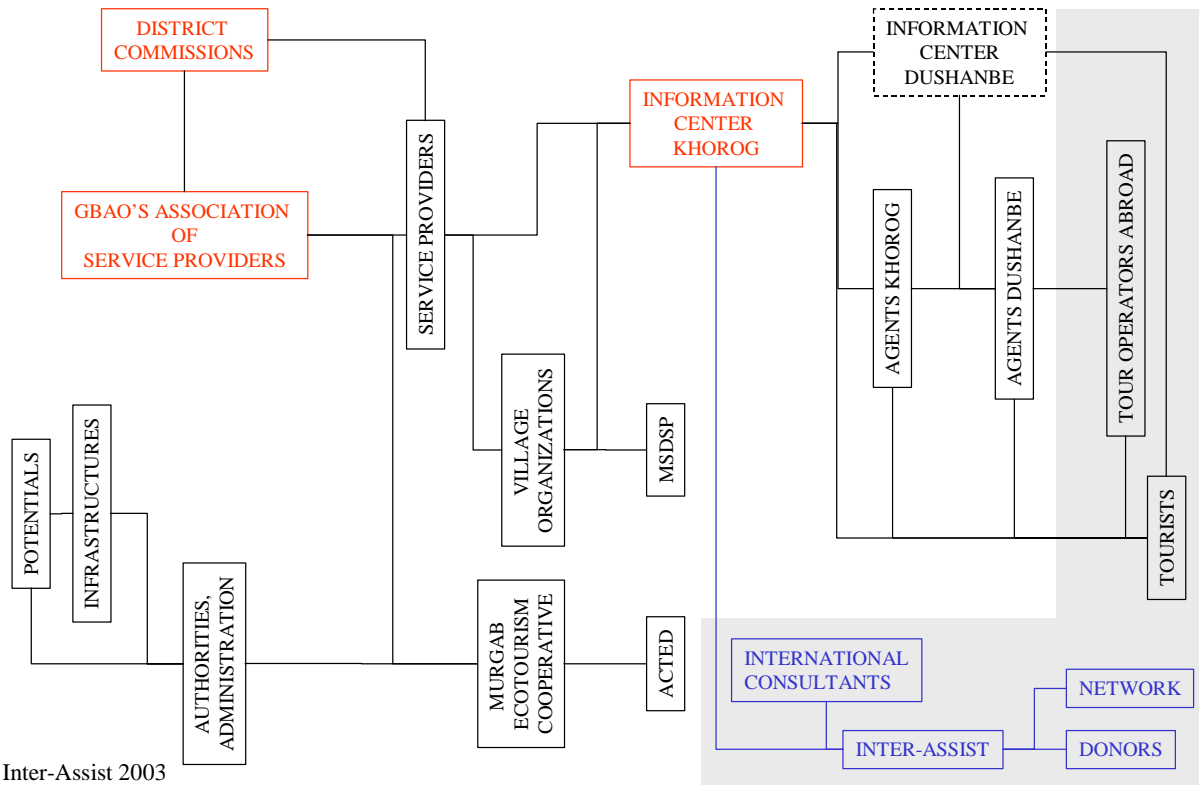 DISTRICT
COMMISSIONS
INFORMATION
CENTER
DUSHANBE
INFORMATION
CENTER
KHOROG
SERVICE PROVIDERS
GBAO’S ASSOCIATION
OF
SERVICE PROVIDERS
AGENTS KHOROG
AGENTS DUSHANBE
TOUR OPERATORS ABROAD
VILLAGE
ORGANIZATIONS
MSDSP
POTENTIALS
INFRASTRUCTURES
TOURISTS
AUTHORITIES,
ADMINISTRATION
MURGAB
ECOTOURISM
COOPERATIVE
ACTED
INTERNATIONAL
CONSULTANTS
NETWORK
INTER-ASSIST
DONORS
Inter-Assist 2003